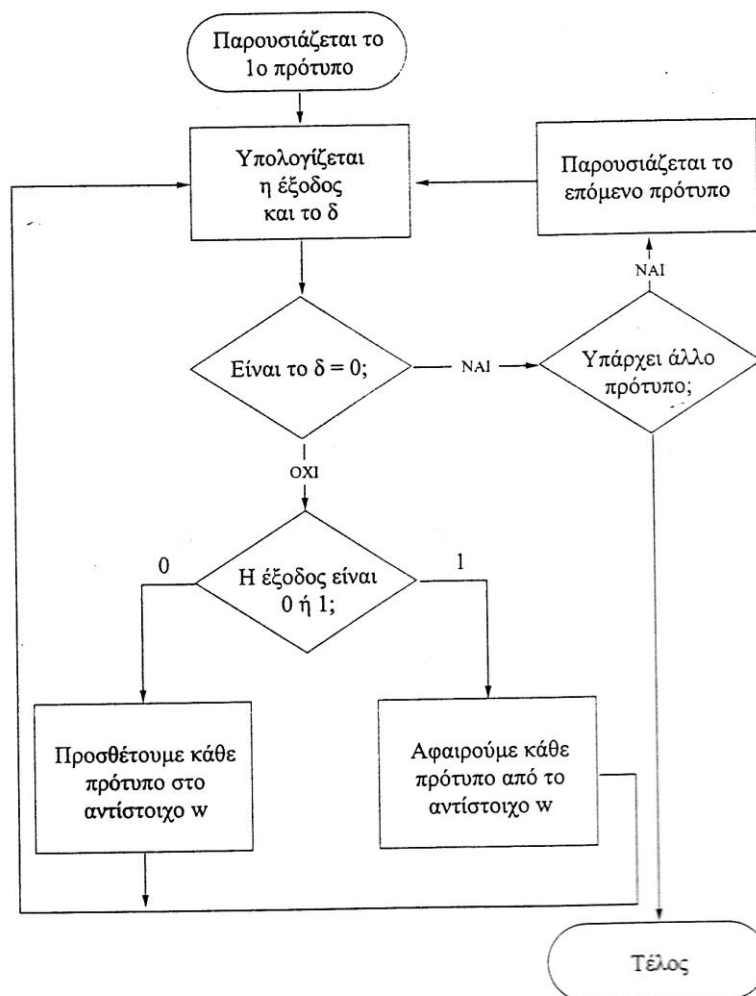 Παρουσιάζεται το
1ο πρότυπο
Υπολογίζεται
η έξοδος
και το δ
Παρουσιάζεται το
επόμενο πρότυπο
ΝΑΙ
Είναι το δ = 0;
ΝΑΙ
Υπάρχει άλλο
πρότυπο;
ΟΧΙ
0
Η έξοδος είναι
0 ή 1;
1
Προσθέτουμε κάθε
πρότυπο στο
αντίστοιχο w
Αφαιρούμε κάθε
πρότυπο από το
αντίστοιχο w
Τέλος